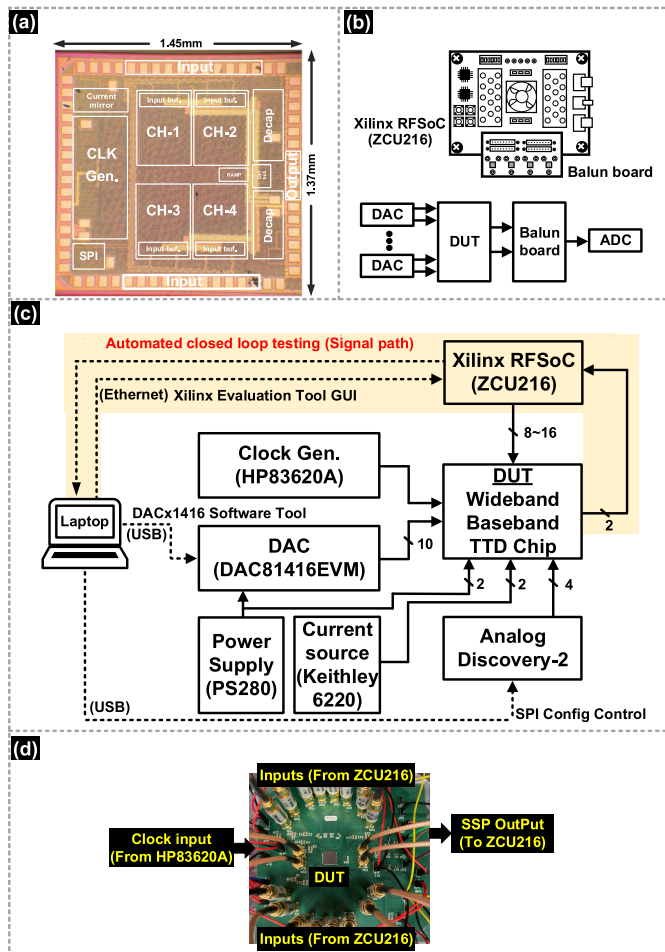 (a)
1.45mm
Input
Current
mirror
Input buf.
Input buf.
CH-1
CH-2
Decap
CLK
Gen.
RAMP
Output
1.37mm
CH-3
CH-4
Decap
SPI
Input buf.
Input buf.
Input
(b)
Xilinx RFSoC
(ZCU216)
Balun board
DAC
DAC
DUT
Balun
board
ADC
(c)
Automated closed loop testing (Signal path)
(Ethernet) Xilinx Evaluation Tool GUI
Xilinx RFSoC
(ZCU216)
8~16
Clock Gen.
(HP83620A)
DUT
Wideband
Baseband
TTD Chip
2
Laptop
DACx1416 Software Tool
(USB)
DAC
(DAC81416EVM)
10
2
2
4
Power
Supply
(PS280)
Current
source
(Keithley
6220)
Analog
Discovery-2
(USB)
SPI Config Control
(d)
Inputs (From ZCU216)
Clock input
(From HP83620A)
SSP OutPut
(To ZCU216)
DUT
Inputs (From ZCU216)